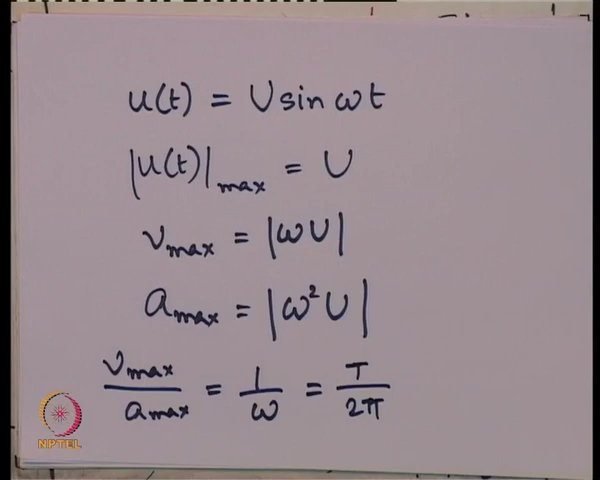 u(t) = U sin ωt
|u(t)|max = U
vmax = |ωU|
amax = |ω²U|
vmax/amax = 1/ω = T/2π
NPTEL